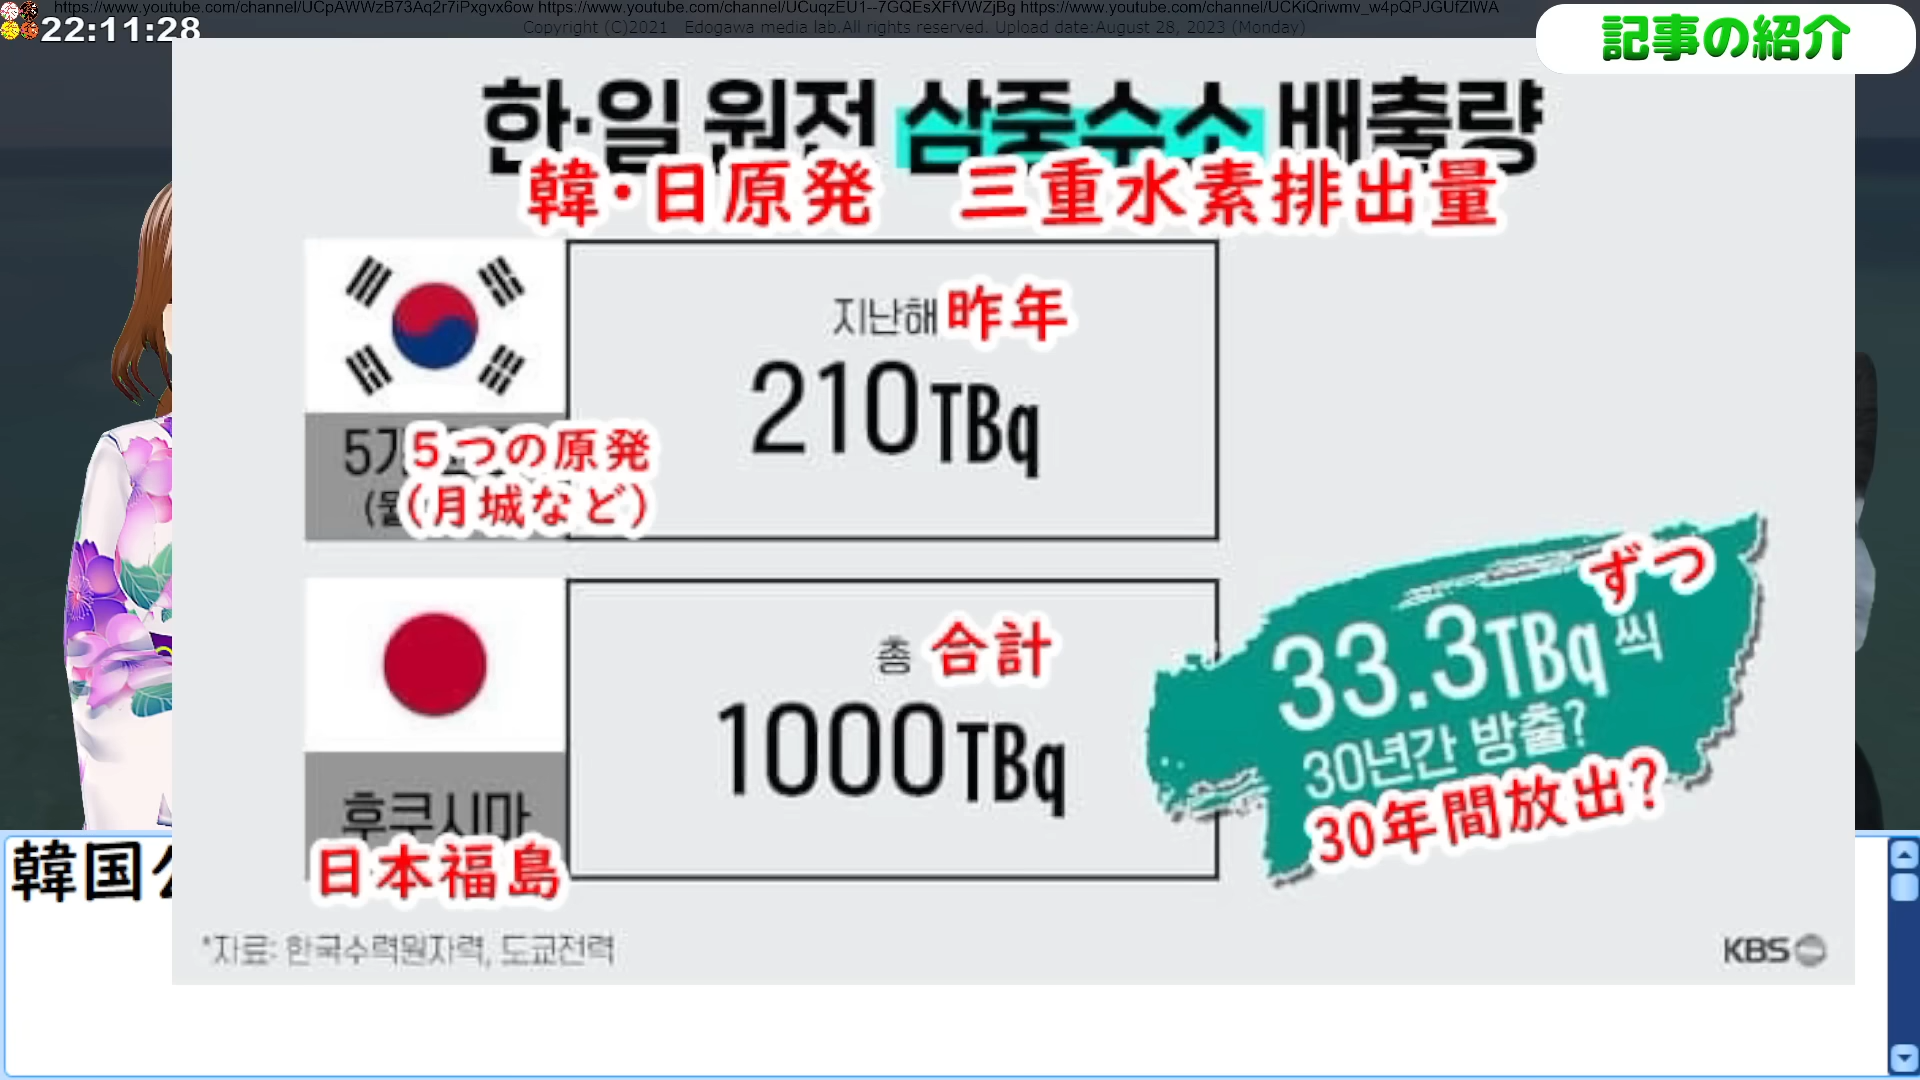 https://www.youtube.com/channel/UCpAWWzB73Aq2r7iPxgvx6ow https://www.youtube.com/channel/UCuqzEU1--7GQEsXFfVWZjBg https://www.youtube.com/channel/UCKiQriwmv_w4pQPJGUfZIWA
Copyright (C)2021 Edogawa media lab.All rights reserved. Upload date:August 28, 2023 (Monday)
22:11:28
記事の紹介
한·일 원전 삼중수소 배출량
韓・日原発 三重水素排出量
지난해 昨年
210TBq
5つの原発
(月城など)
총 合計
1000TBq
후쿠시마
日本福島
ずつ
33.3TBq씩
30년간 방출?
30年間放出?
*자료: 한국수력원자력, 도쿄전력
KBS
韓国